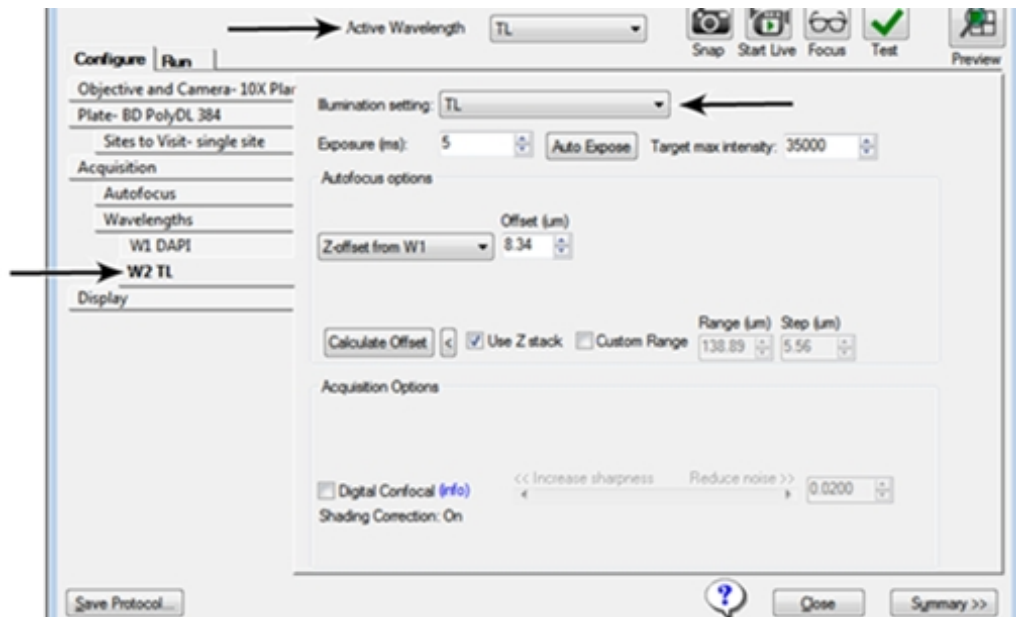 Active Wavelength TL
Snap Start Live Focus Test Preview
Configure Run
Objective and Camera- 10X Plar
Plate- BD PolyDL 384
Sites to Visit- single site
Acquisition
Autofocus
Wavelengths
W1 DAPI
W2 TL
Display
Illumination setting: TL
Exposure (ms): 5 Auto Expose Target max intensity: 35000
Autofocus options
Offset (um)
Z-offset from W1 8.34
Range (um) Step (um)
Calculate Offset < Use Z stack Custom Range 138.89 5.56
Acquisition Options
<< Increase sharpness Reduce noise >>
Digital Confocal (info) 0.0200
Shading Correction: On
Save Protocol... ? Close Summary >>